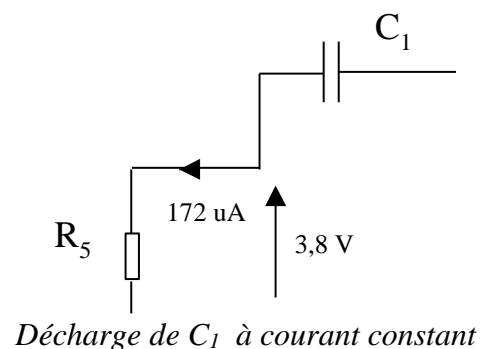 C1
172 uA
R5
3,8 V
Décharge de C1 à courant constant